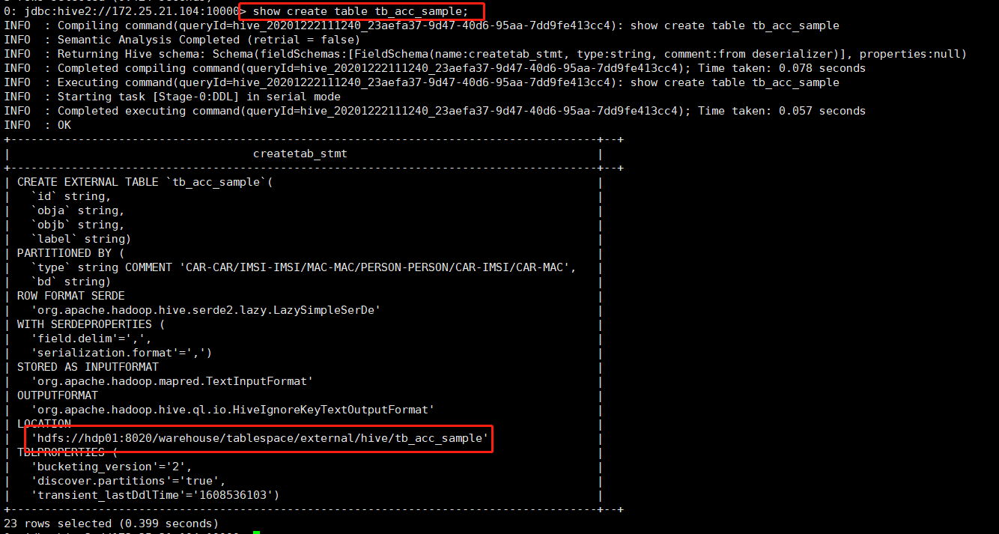 0: jdbc:hive2://172.25.21.104:10000> show create table tb_acc_sample;
INFO  : Compiling command(queryId=hive_20201222111240_23aefa37-9d47-40d6-95aa-7dd9fe413cc4): show create table tb_acc_sample
INFO  : Semantic Analysis Completed (retrial = false)
INFO  : Returning Hive schema: Schema(fieldSchemas:[FieldSchema(name:createtab_stmt, type:string, comment:from deserializer)], properties:null)
INFO  : Completed compiling command(queryId=hive_20201222111240_23aefa37-9d47-40d6-95aa-7dd9fe413cc4); Time taken: 0.078 seconds
INFO  : Executing command(queryId=hive_20201222111240_23aefa37-9d47-40d6-95aa-7dd9fe413cc4): show create table tb_acc_sample
INFO  : Starting task [Stage-0:DDL] in serial mode
INFO  : Completed executing command(queryId=hive_20201222111240_23aefa37-9d47-40d6-95aa-7dd9fe413cc4); Time taken: 0.057 seconds
INFO  : OK
+---------------------------------------------------------------------------------------+--+
|                                    createtab_stmt                                     |
+---------------------------------------------------------------------------------------+--+
| CREATE EXTERNAL TABLE `tb_acc_sample`(                                                |
|   `id` string,                                                                        |
|   `obja` string,                                                                      |
|   `objb` string,                                                                      |
|   `label` string)                                                                     |
| PARTITIONED BY (                                                                      |
|   `type` string COMMENT 'CAR-CAR/IMSI-IMSI/MAC-MAC/PERSON-PERSON/CAR-IMSI/CAR-MAC',   |
|   `bd` string)                                                                        |
| ROW FORMAT SERDE                                                                      |
|   'org.apache.hadoop.hive.serde2.lazy.LazySimpleSerDe'                                |
| WITH SERDEPROPERTIES (                                                                |
|   'field.delim'=',',                                                                  |
|   'serialization.format'=',')                                                         |
| STORED AS INPUTFORMAT                                                                 |
|   'org.apache.hadoop.mapred.TextInputFormat'                                          |
| OUTPUTFORMAT                                                                          |
|   'org.apache.hadoop.hive.ql.io.HiveIgnoreKeyTextOutputFormat'                        |
| LOCATION                                                                              |
|   'hdfs://hdp01:8020/warehouse/tablespace/external/hive/tb_acc_sample'                |
| TBLPROPERTIES (                                                                       |
|   'bucketing_version'='2',                                                            |
|   'discover.partitions'='true',                                                       |
|   'transient_lastDdlTime'='1608536103')                                               |
+---------------------------------------------------------------------------------------+--+
23 rows selected (0.399 seconds)